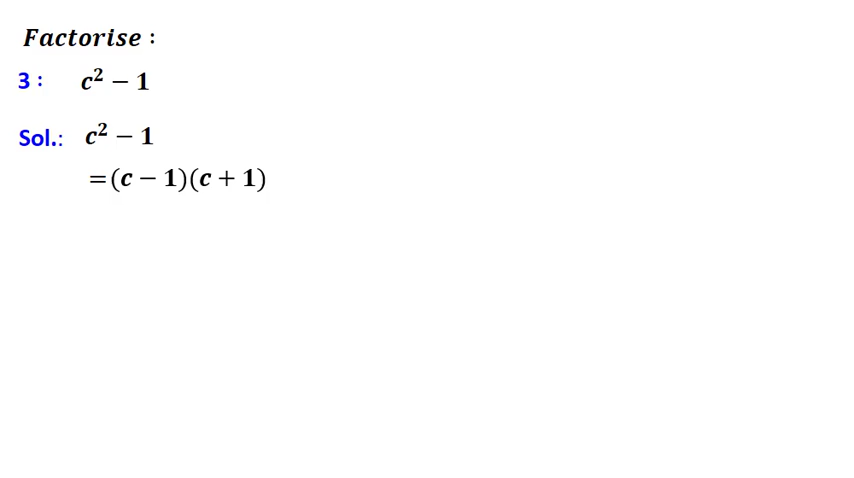 Factorise :
3 : c² − 1
Sol.: c² − 1
= (c − 1)(c + 1)